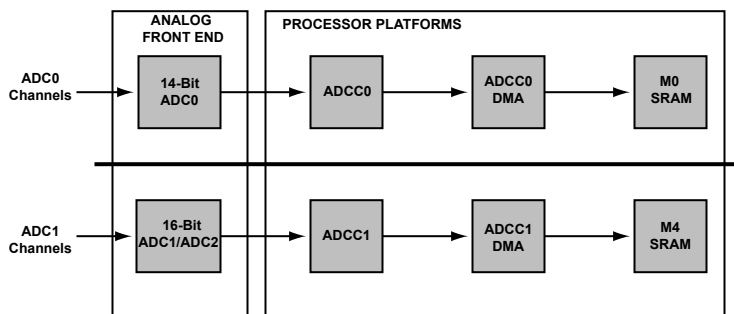 ANALOG
FRONT END
PROCESSOR PLATFORMS
ADC0
Channels
14-Bit
ADC0
ADCC0
ADCC0
DMA
M0
SRAM
ADC1
Channels
16-Bit
ADC1/ADC2
ADCC1
ADCC1
DMA
M4
SRAM